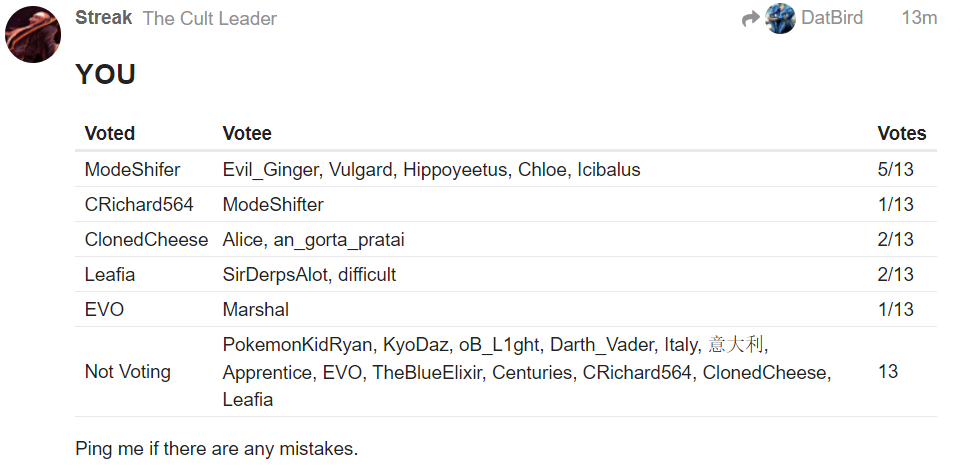 Streak The Cult Leader DatBird 13m
YOU
Voted Votee Votes
ModeShifer Evil_Ginger, Vulgard, Hippoyeetus, Chloe, Icibalus 5/13
CRichard564 ModeShifter 1/13
ClonedCheese Alice, an_gorta_pratai 2/13
Leafia SirDerpsAlot, difficult 2/13
EVO Marshal 1/13
PokemonKidRyan, KyoDaz, oB_L1ght, Darth_Vader, Italy, 意大利,
Not Voting Apprentice, EVO, TheBlueElixir, Centuries, CRichard564, ClonedCheese, 13
Leafia
Ping me if there are any mistakes.